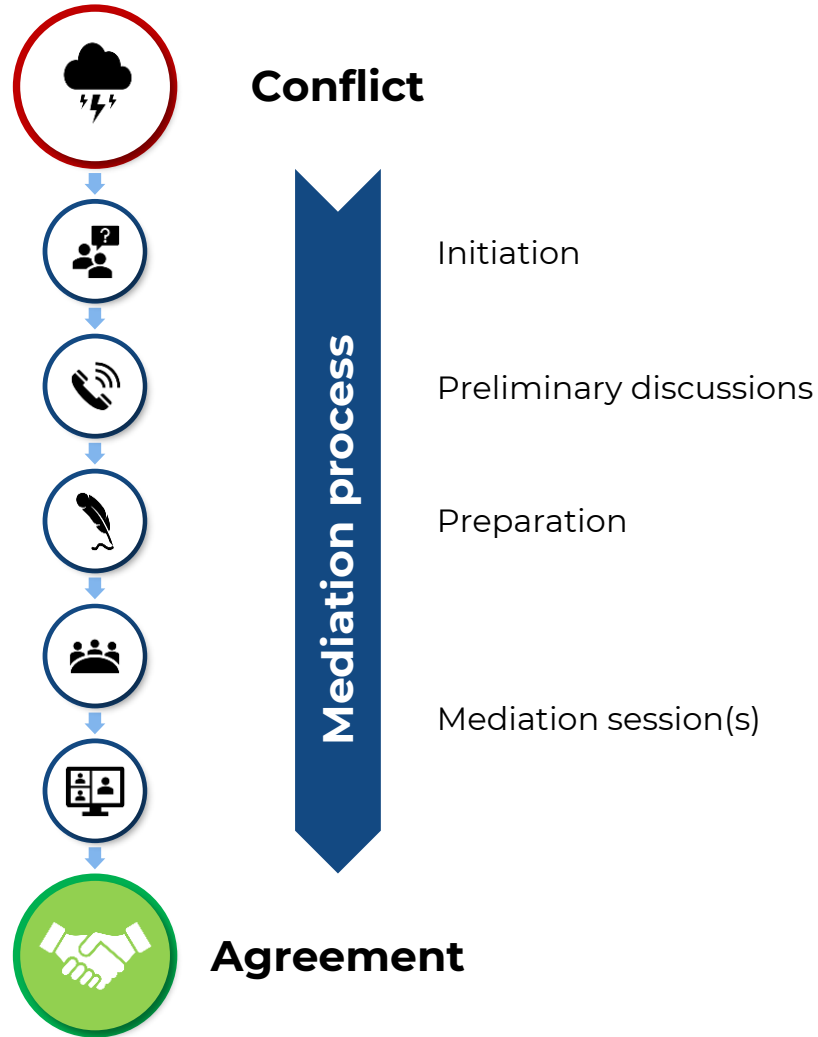 Conflict
?
Initiation
Preliminary discussions
Mediation process
Preparation
Mediation session(s)
Agreement